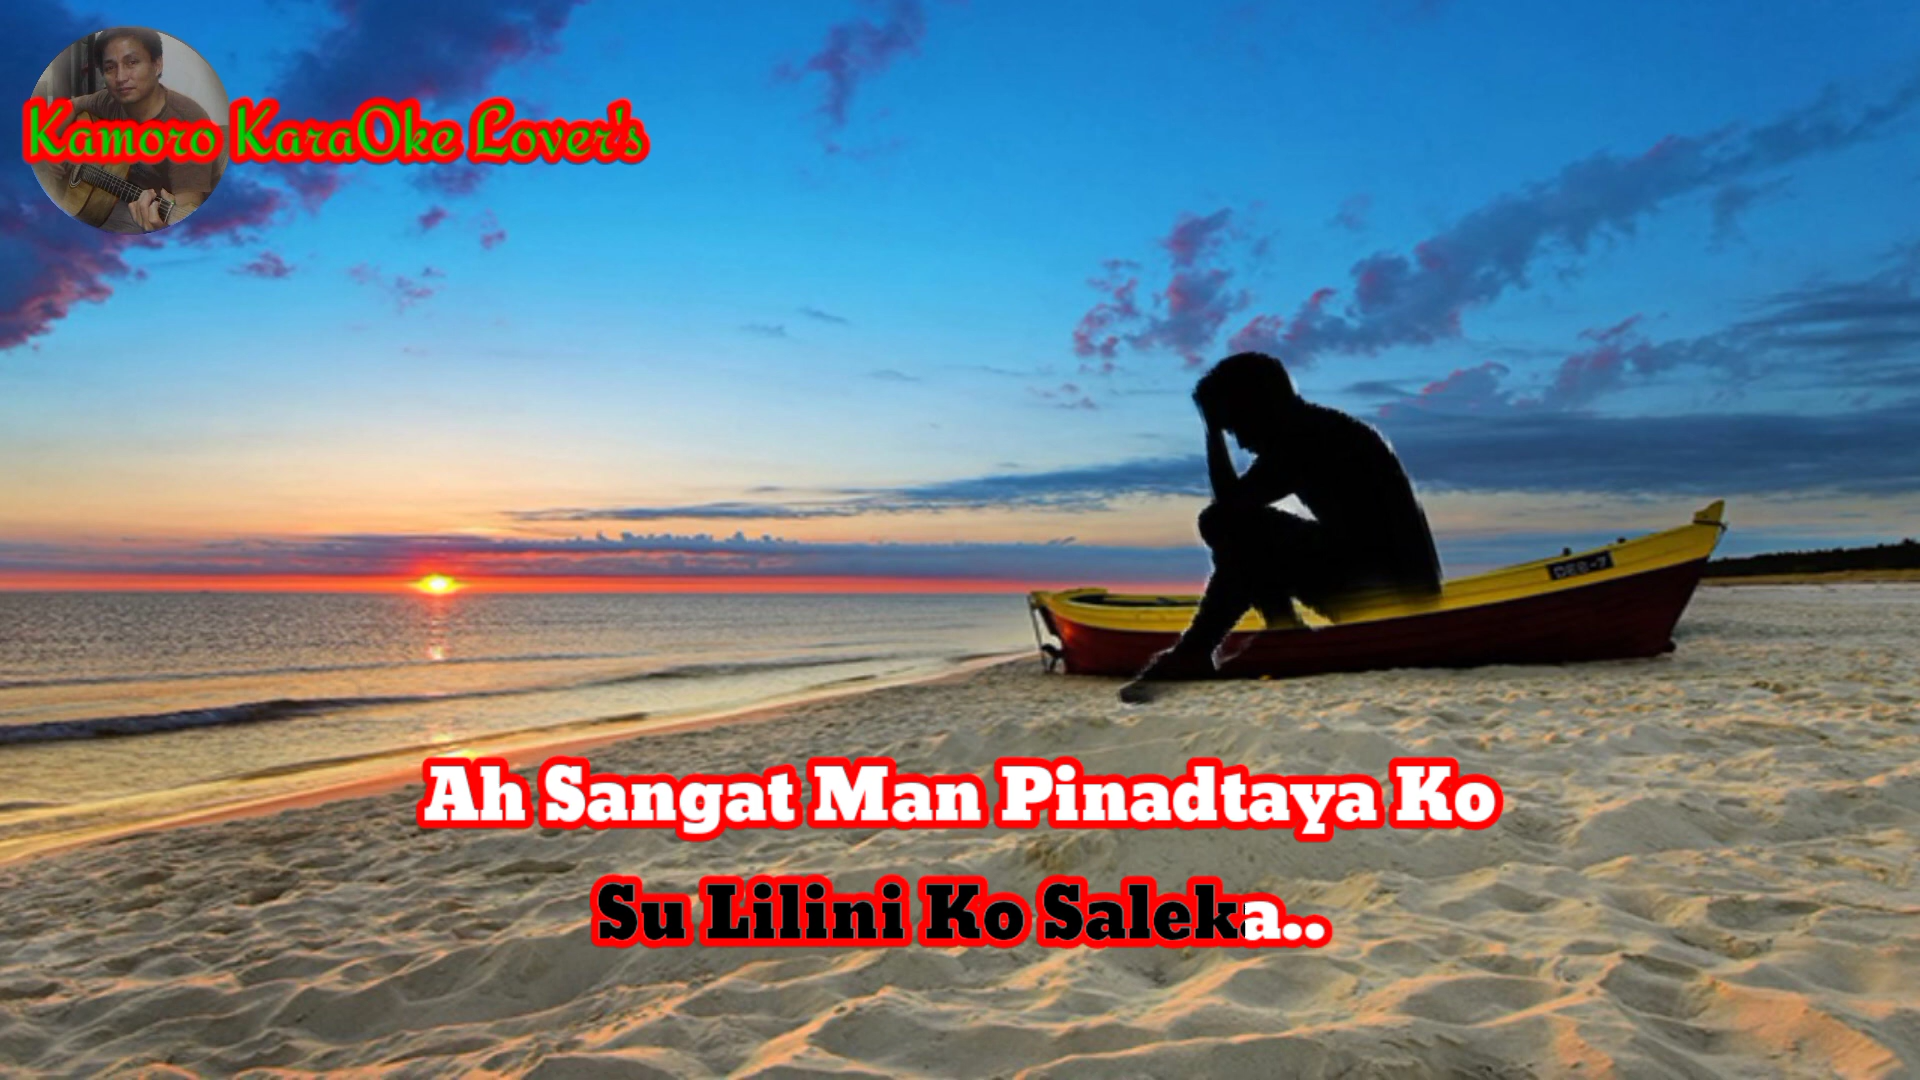 Kamoro KaraOke Lover's
Ah Sangat Man Pinadtaya Ko
Su Lilini Ko Saleka..